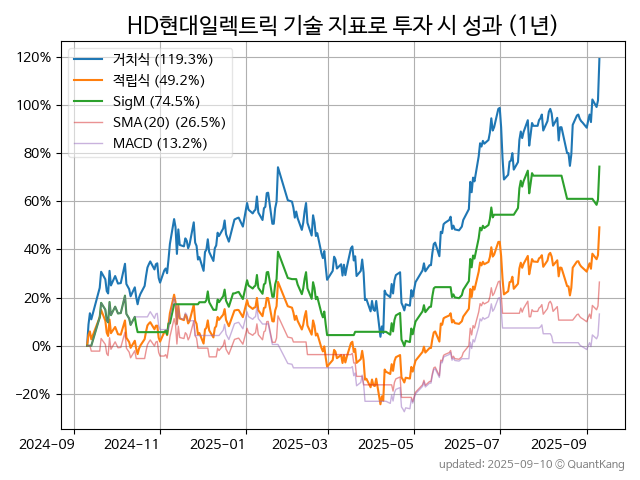 HD현대일렉트릭 기술 지표로 투자 시 성과 (1년)
120%
100%
80%
60%
40%
20%
0%
−20%
거치식 (119.3%)
적립식 (49.2%)
SigM (74.5%)
SMA(20) (26.5%)
MACD (13.2%)
2024-09 2024-11 2025-01 2025-03 2025-05 2025-07 2025-09
updated: 2025-09-10 © QuantKang